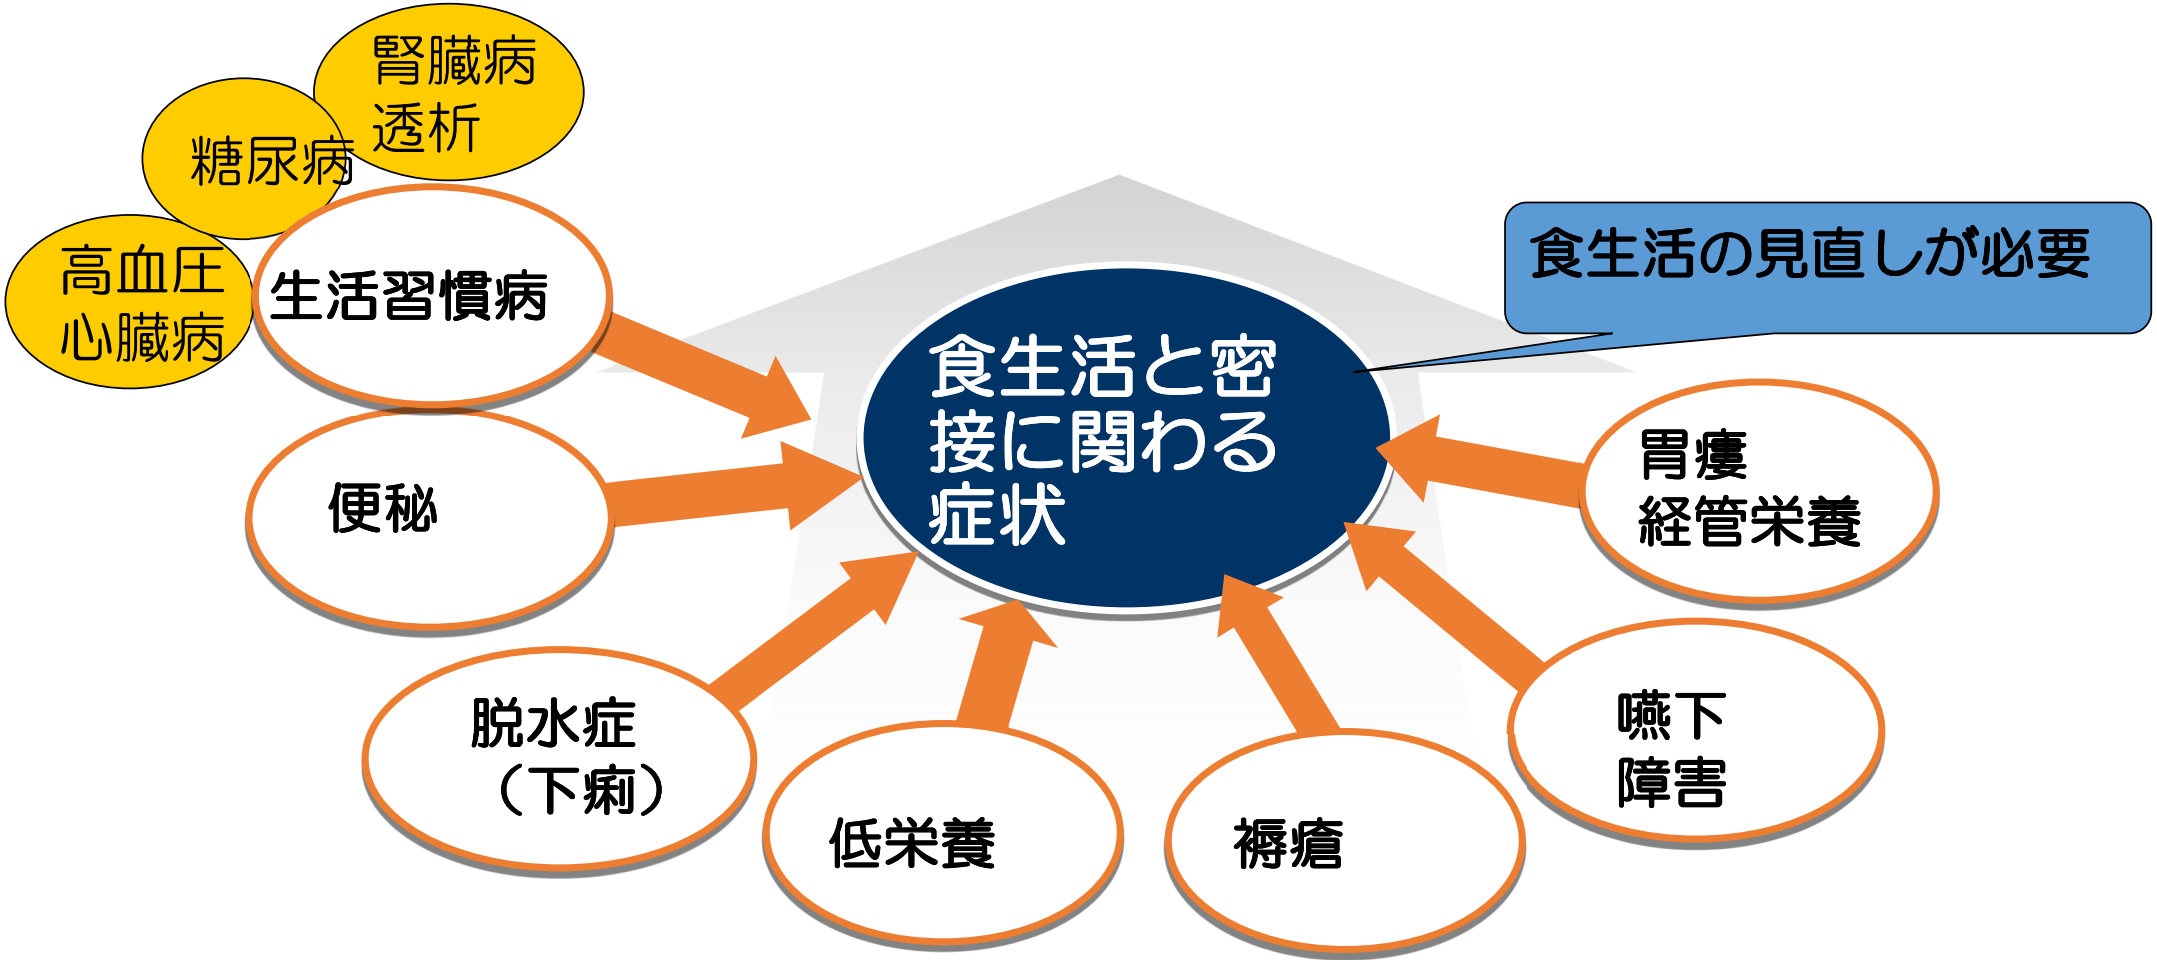 腎臓病
透析
糖尿病
高血圧
心臓病
生活習慣病
食生活の見直しが必要
食生活と密
接に関わる
症状
便秘
胃瘻
経管栄養
脱水症
（下痢）
嚥下
障害
低栄養
褥瘡